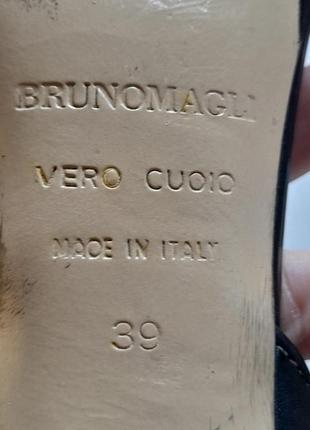 BRUNOMAGLI
VERO CUOIO
MADE IN ITALY
39